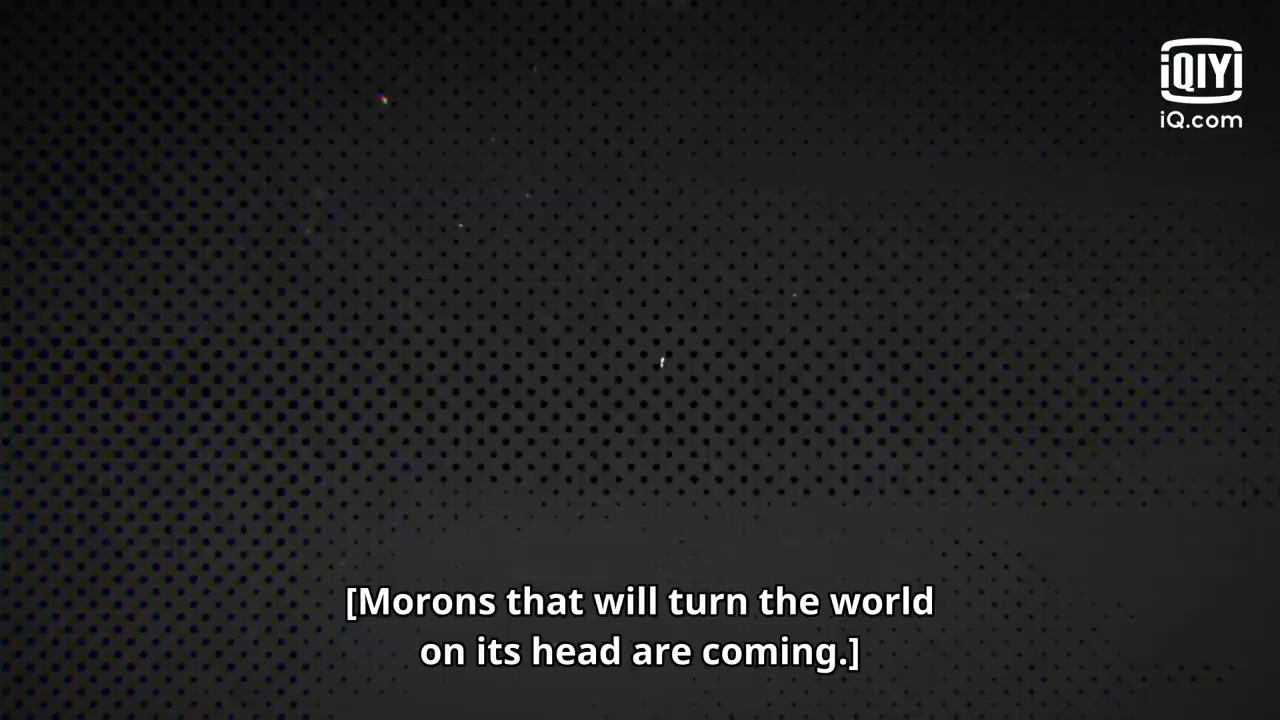 iQIYI
iQ.com
[Morons that will turn the world
on its head are coming.]